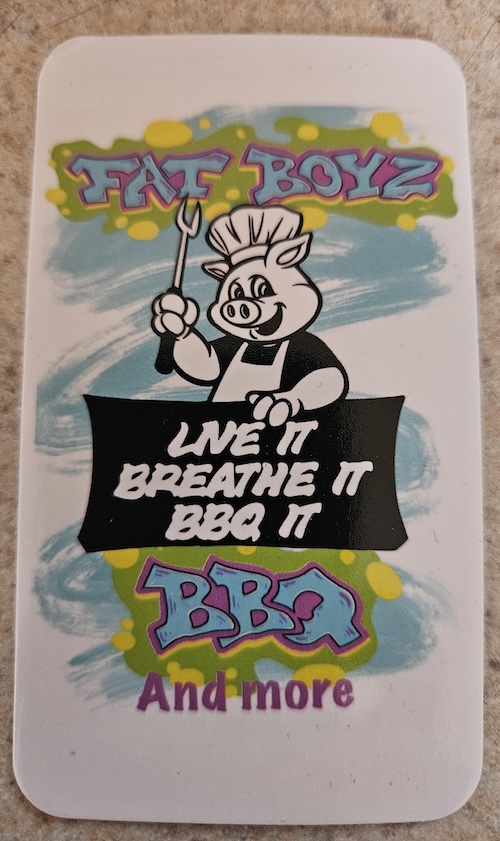 FAT BOYZ
LIVE IT
BREATHE IT
BBQ IT
BBQ
And more